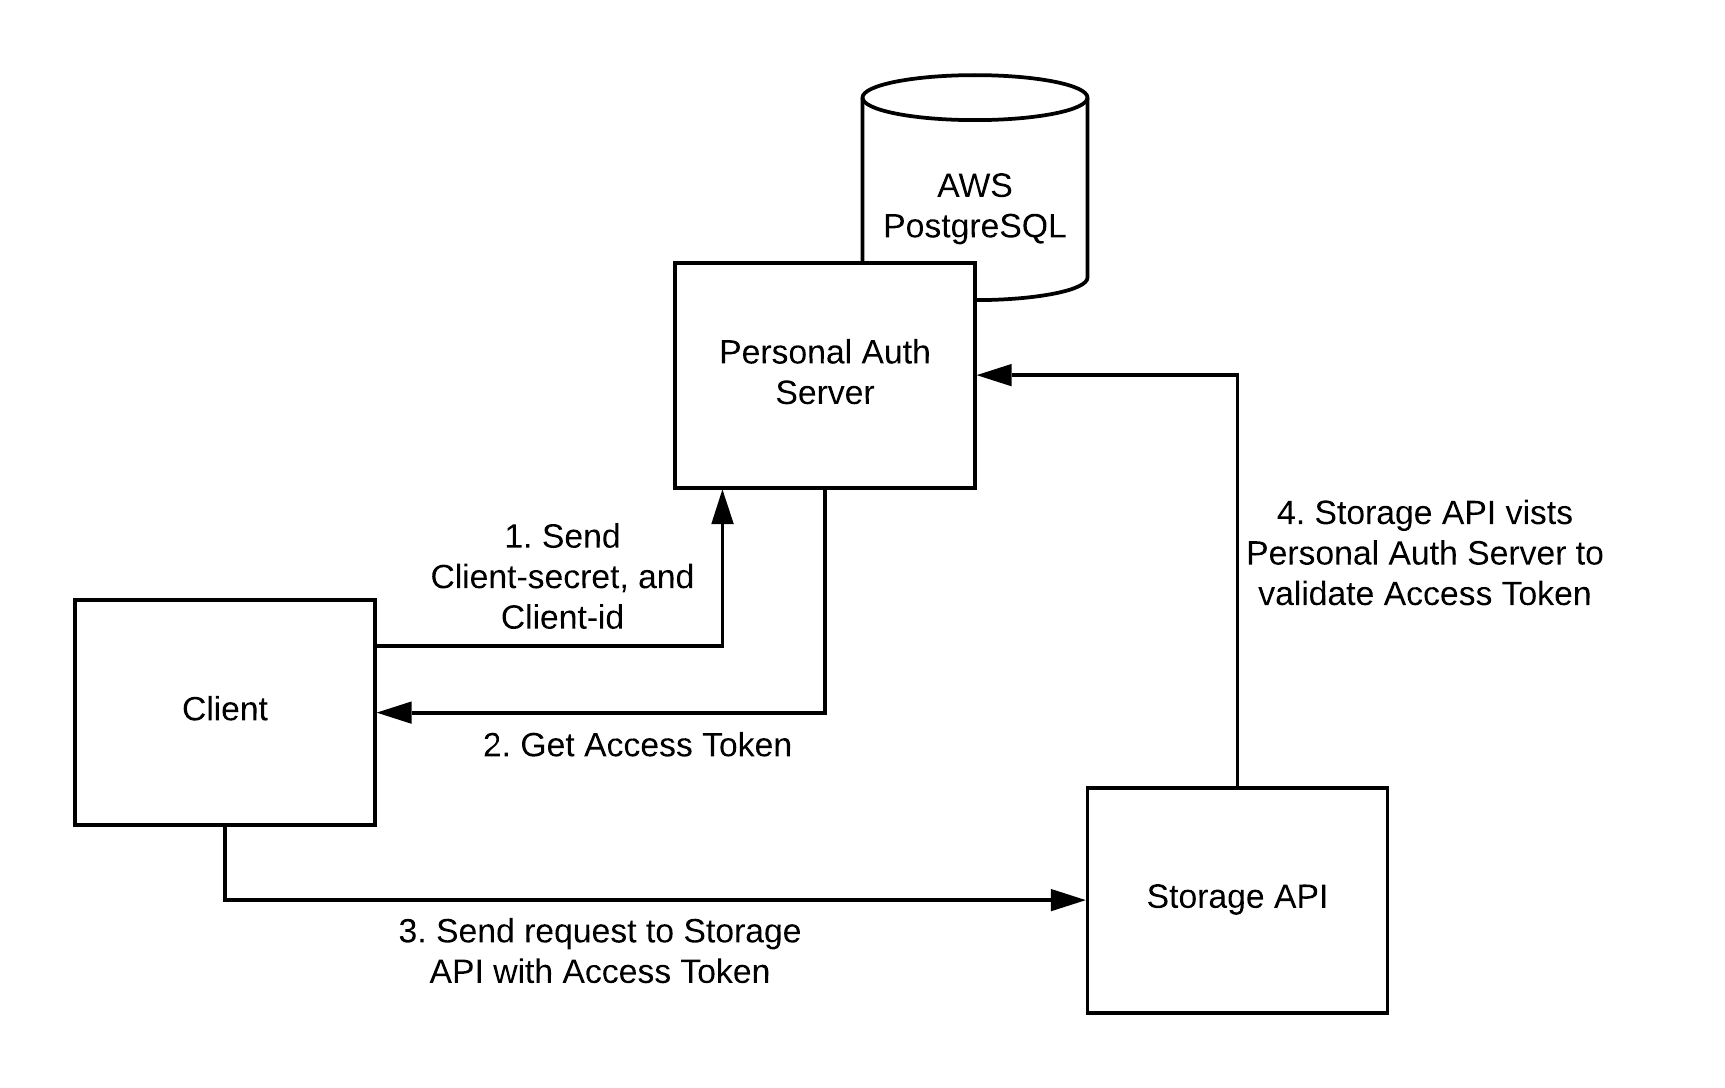 AWS
PostgreSQL
Personal Auth
Server
1. Send
Client-secret, and
Client-id
4. Storage API vists
Personal Auth Server to
validate Access Token
Client
2. Get Access Token
Storage API
3. Send request to Storage
API with Access Token